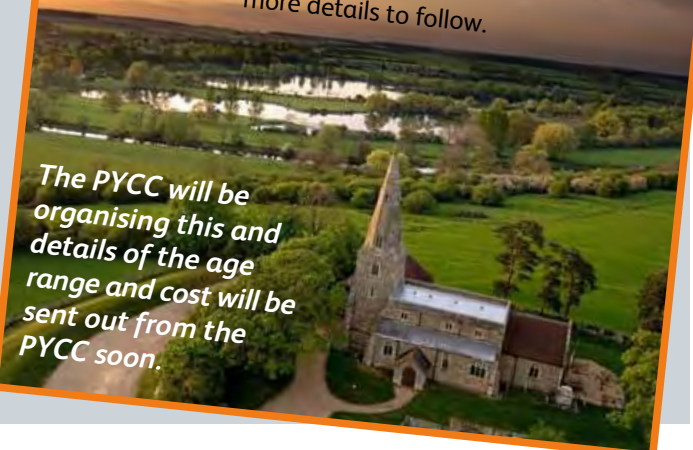 more details to follow.
The PYCC will be
organising this and
details of the age
range and cost will be
sent out from the
PYCC soon.